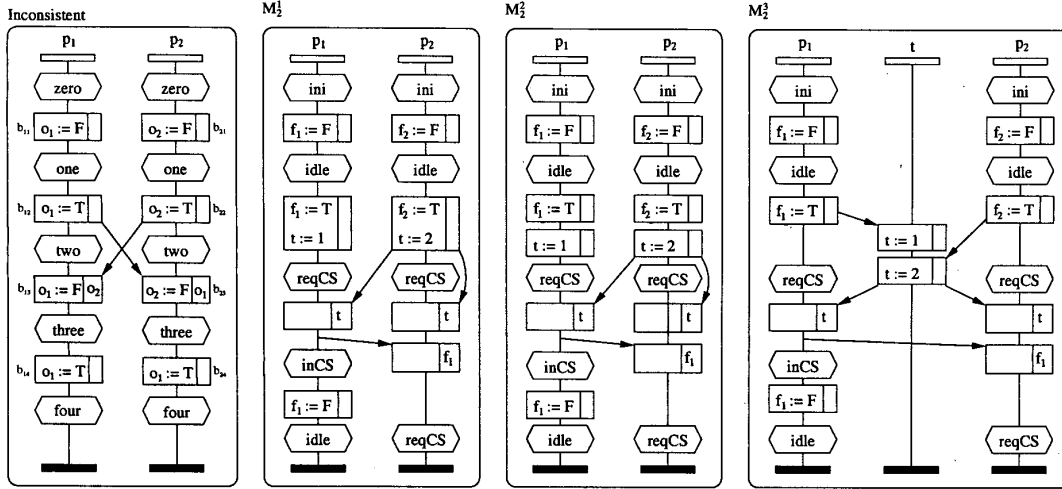 Inconsistent
p₁ p₂
zero zero
b₁₁ o₁ := F o₂ := F b₂₁
one one
b₁₂ o₁ := T o₂ := T b₂₂
two two
b₁₃ o₁ := F o₂ o₂ := F o₁ b₂₃
three three
b₁₄ o₁ := T o₁ := T b₂₄
four four
M₂¹
p₁ p₂
ini ini
f₁ := F f₂ := F
idle idle
f₁ := T f₂ := T
t := 1 t := 2
reqCS reqCS
t t
f₁
inCS
f₁ := F
idle reqCS
M₂²
p₁ p₂
ini ini
f₁ := F f₂ := F
idle idle
f₁ := T f₂ := T
t := 1 t := 2
reqCS reqCS
t t
f₁
inCS
f₁ := F
idle reqCS
M₂³
p₁ t p₂
ini ini
f₁ := F f₂ := F
idle idle
f₁ := T f₂ := T
t := 1
t := 2
reqCS reqCS
t t
f₁
inCS
f₁ := F
idle reqCS